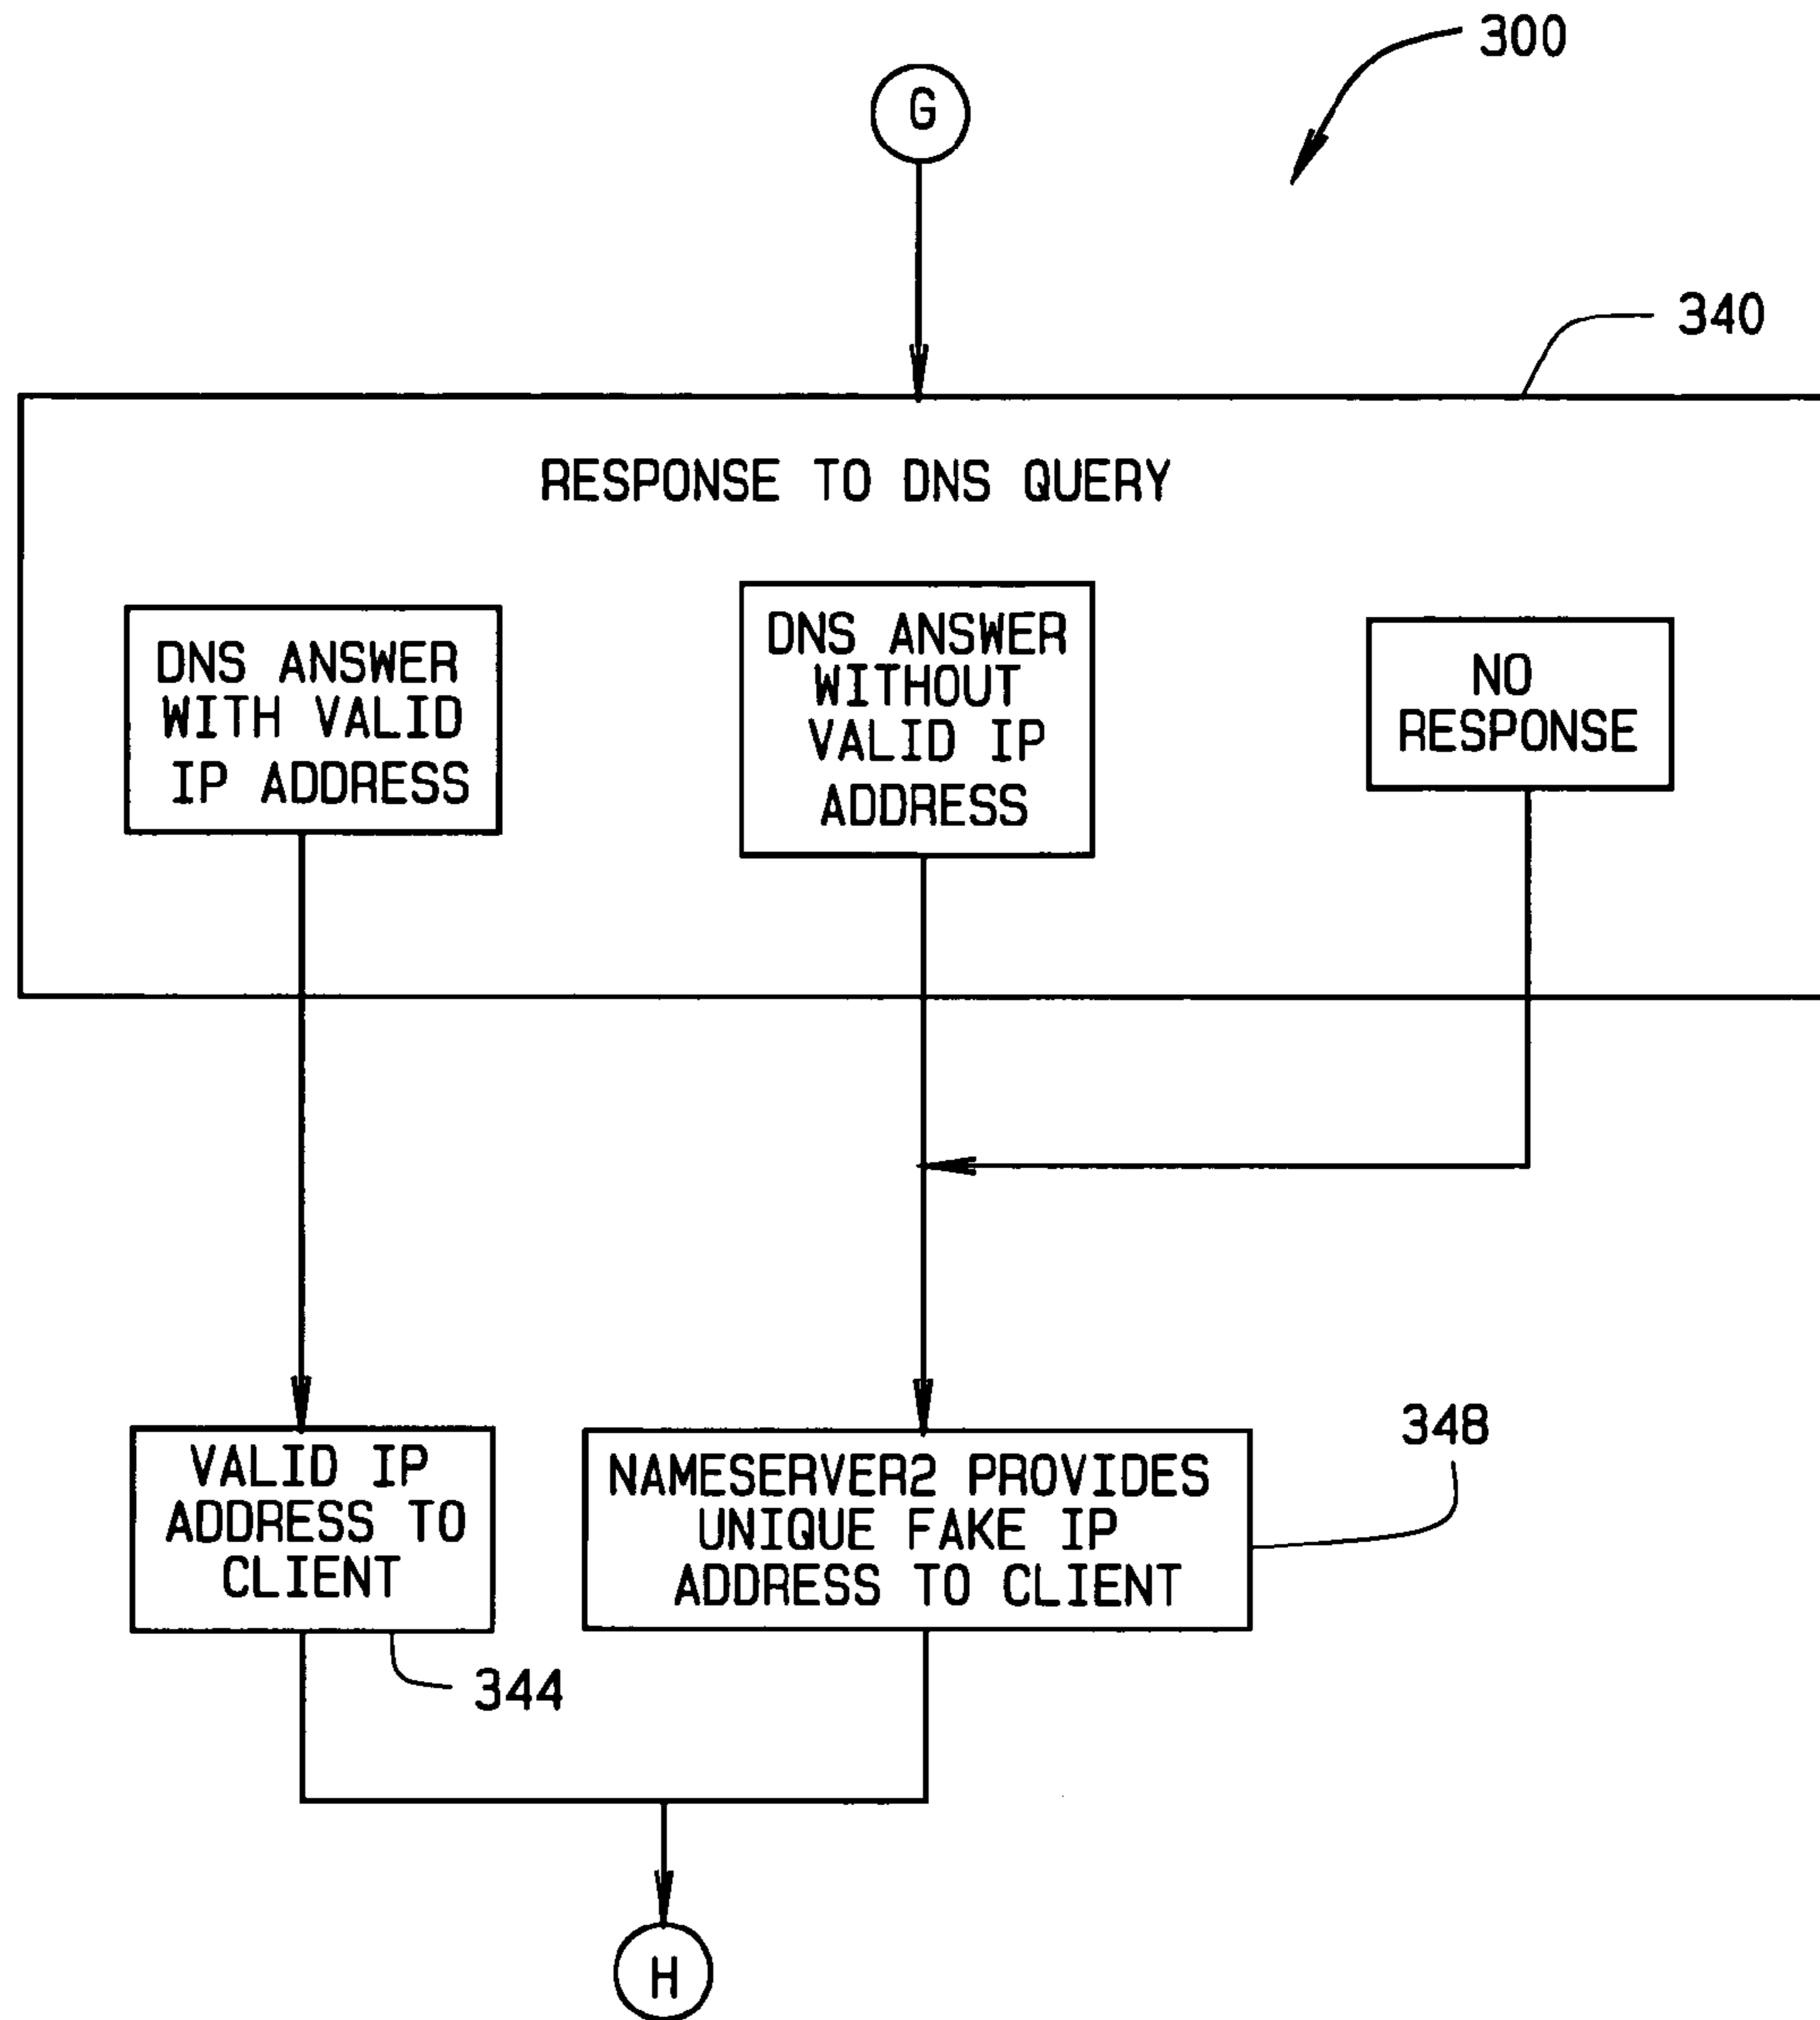 300
G
340
RESPONSE TO DNS QUERY
DNS ANSWER
WITH VALID
IP ADDRESS
DNS ANSWER
WITHOUT
VALID IP
ADDRESS
NO
RESPONSE
VALID IP
ADDRESS TO
CLIENT
344
NAMESERVER2 PROVIDES
UNIQUE FAKE IP
ADDRESS TO CLIENT
348
H